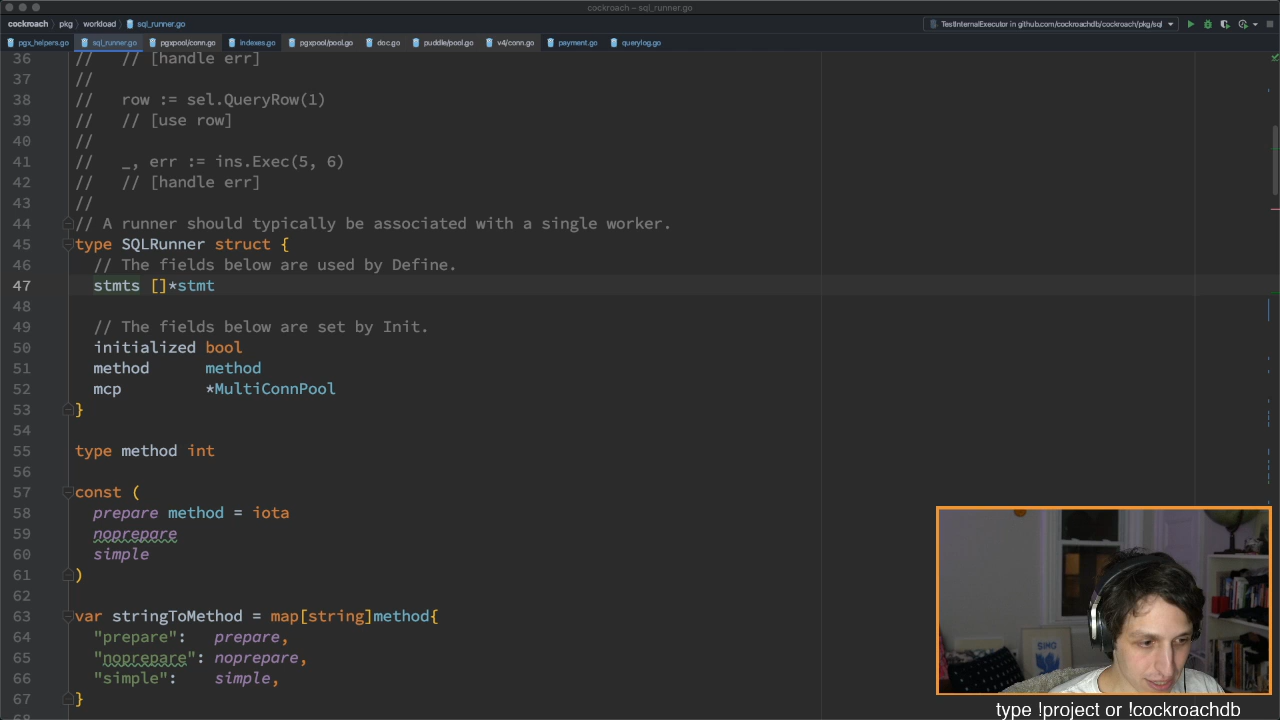 cockroach – sql_runner.go
cockroach › pkg › workload › sql_runner.go
TestInternalExecutor in github.com/cockroachdb/cockroach/pkg/sql
pgx_helpers.go sql_runner.go pgxpool/conn.go indexes.go pgxpool/pool.go doc.go puddle/pool.go v4/conn.go payment.go querylog.go
36 // // [handle err]
37 //
38 // row := sel.QueryRow(1)
39 // // [use row]
40 //
41 // _, err := ins.Exec(5, 6)
42 // // [handle err]
43 //
44 // A runner should typically be associated with a single worker.
45 type SQLRunner struct {
46 // The fields below are used by Define.
47 stmts []*stmt
48
49 // The fields below are set by Init.
50 initialized bool
51 method method
52 mcp *MultiConnPool
53 }
54
55 type method int
56
57 const (
58 prepare method = iota
59 noprepare
60 simple
61 )
62
63 var stringToMethod = map[string]method{
64 "prepare": prepare,
65 "noprepare": noprepare,
66 "simple": simple,
67 }
68
type !project or !cockroachdb